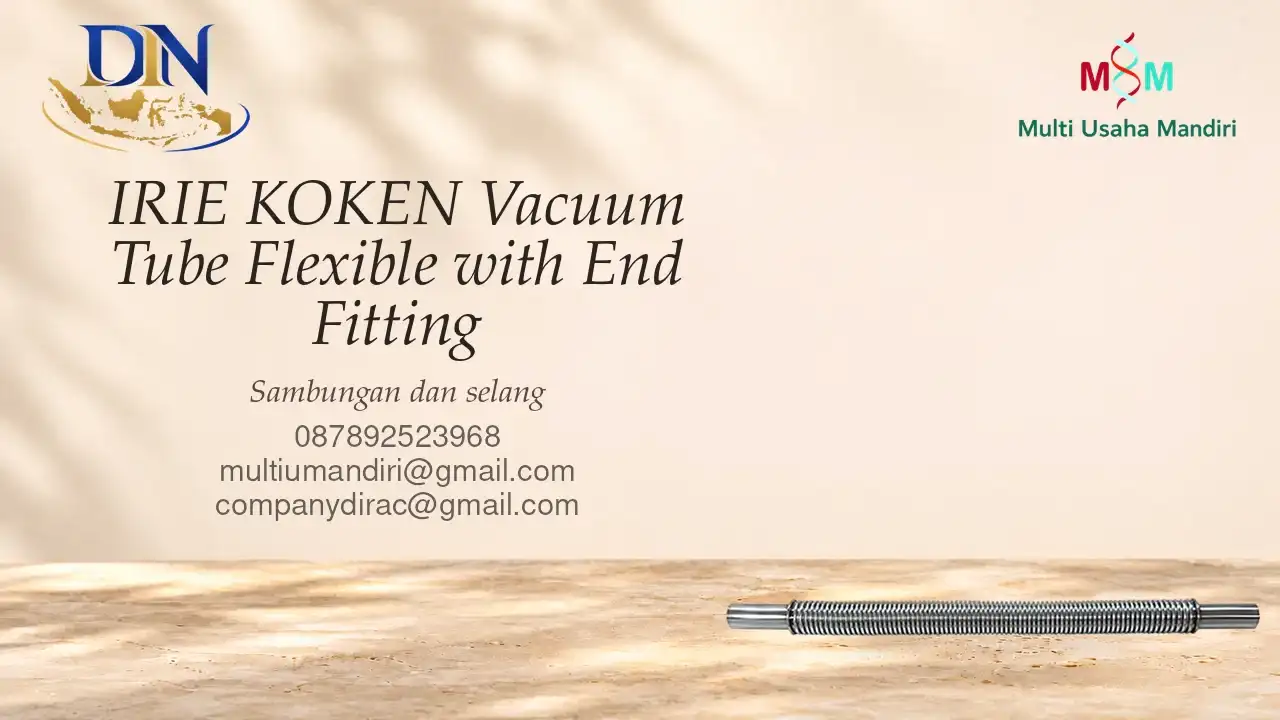 DIN
M M
Multi Usaha Mandiri
IRIE KOKEN Vacuum
Tube Flexible with End
Fitting
Sambungan dan selang
087892523968
multiumandiri@gmail.com
companydirac@gmail.com